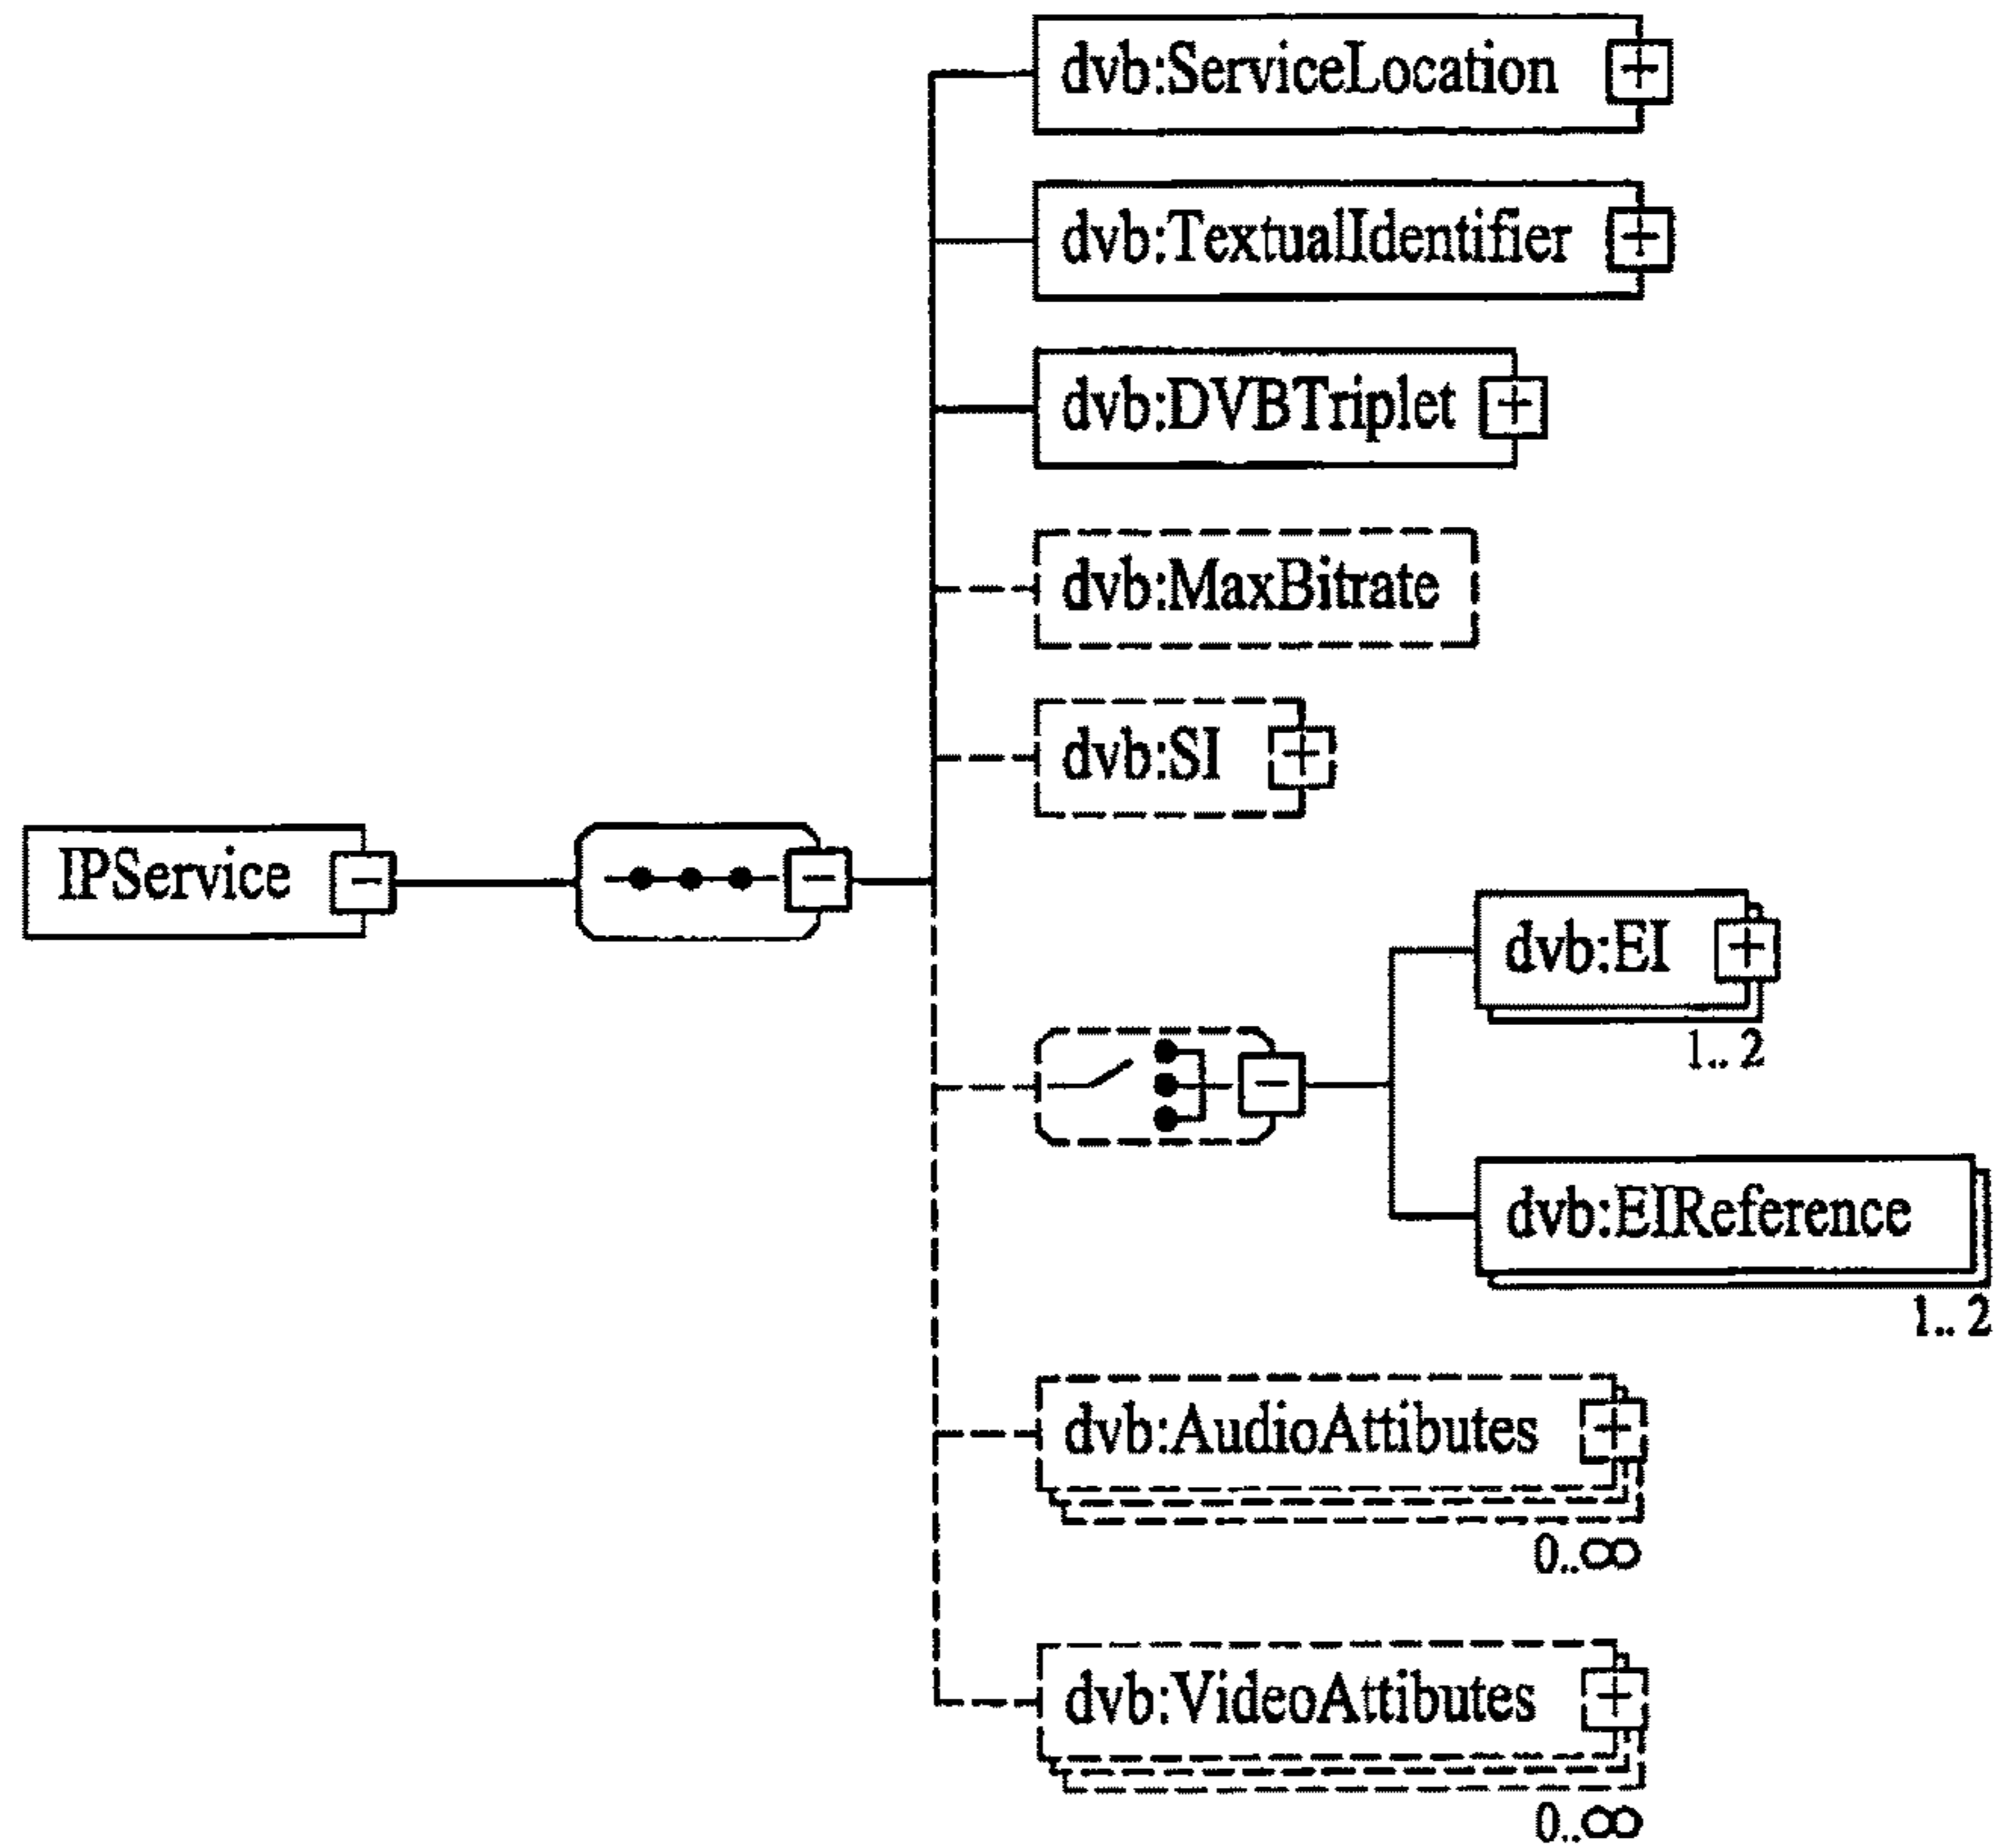 dvb:ServiceLocation
dvb:TextualIdentifier
dvb:DVBTriplet
dvb:MaxBitrate
dvb:SI
IPService
dvb:EI
1.. 2
dvb:EIReference
1.. 2
dvb:AudioAttibutes
0..∞
dvb:VideoAttibutes
0..∞